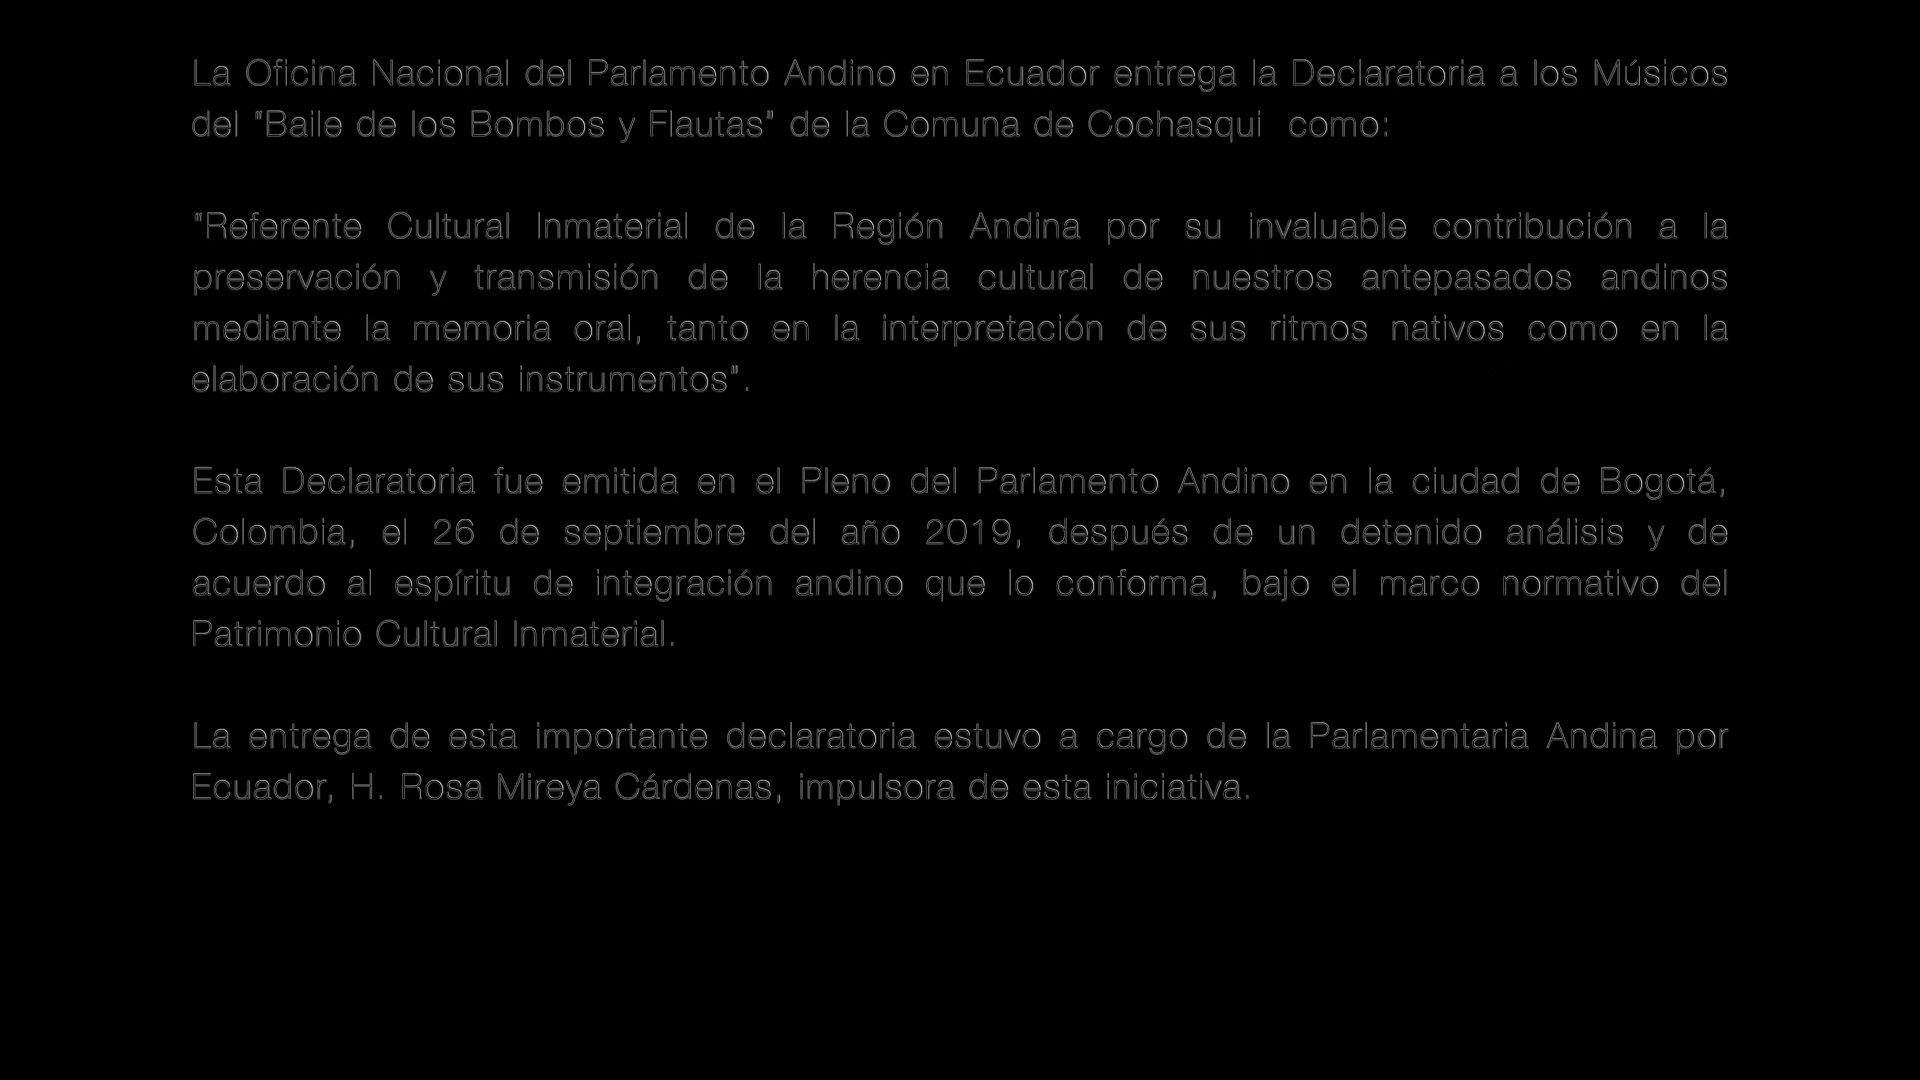 La Oficina Nacional del Parlamento Andino en Ecuador entrega la Declaratoria a los Músicos
del “Baile de los Bombos y Flautas” de la Comuna de Cochasqui  como:
“Referente Cultural Inmaterial de la Región Andina por su invaluable contribución a la
preservación y transmisión de la herencia cultural de nuestros antepasados andinos
mediante la memoria oral, tanto en la interpretación de sus ritmos nativos como en la
elaboración de sus instrumentos”.
Esta Declaratoria fue emitida en el Pleno del Parlamento Andino en la ciudad de Bogotá,
Colombia, el 26 de septiembre del año 2019, después de un detenido análisis y de
acuerdo al espíritu de integración andino que lo conforma, bajo el marco normativo del
Patrimonio Cultural Inmaterial.
La entrega de esta importante declaratoria estuvo a cargo de la Parlamentaria Andina por
Ecuador, H. Rosa Mireya Cárdenas, impulsora de esta iniciativa.